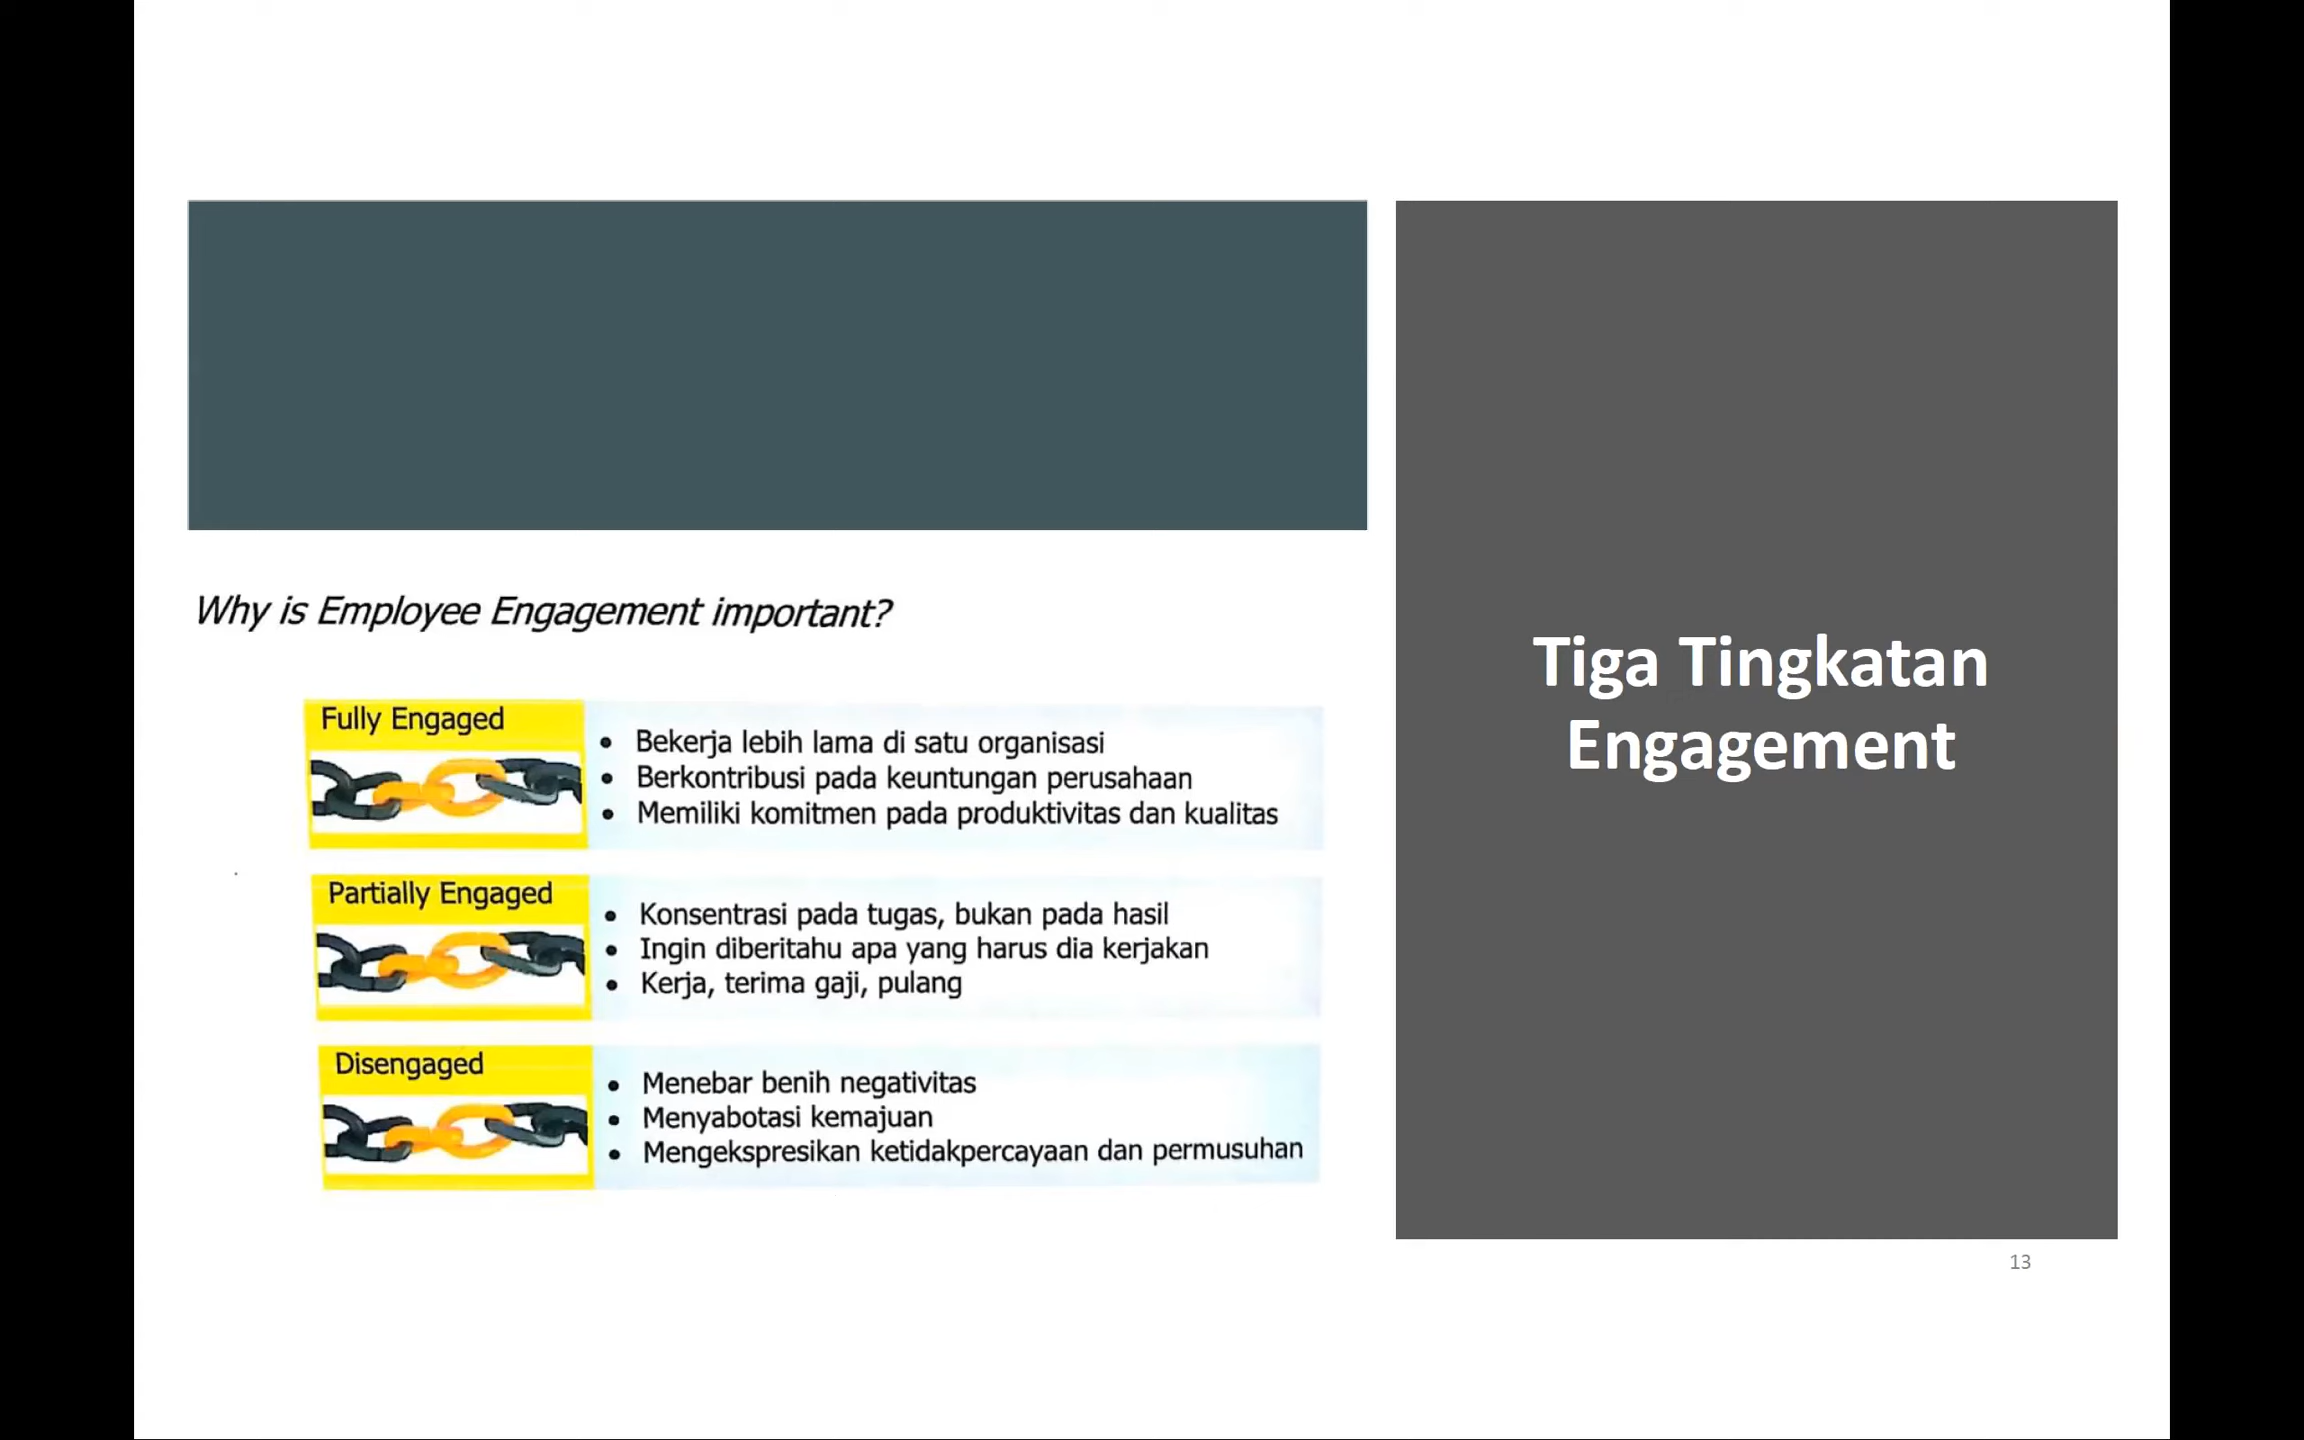 Why is Employee Engagement important?
Fully Engaged
• Bekerja lebih lama di satu organisasi
• Berkontribusi pada keuntungan perusahaan
• Memiliki komitmen pada produktivitas dan kualitas
Partially Engaged
• Konsentrasi pada tugas, bukan pada hasil
• Ingin diberitahu apa yang harus dia kerjakan
• Kerja, terima gaji, pulang
Disengaged
• Menebar benih negativitas
• Menyabotasi kemajuan
• Mengekspresikan ketidakpercayaan dan permusuhan
Tiga Tingkatan
Engagement
13